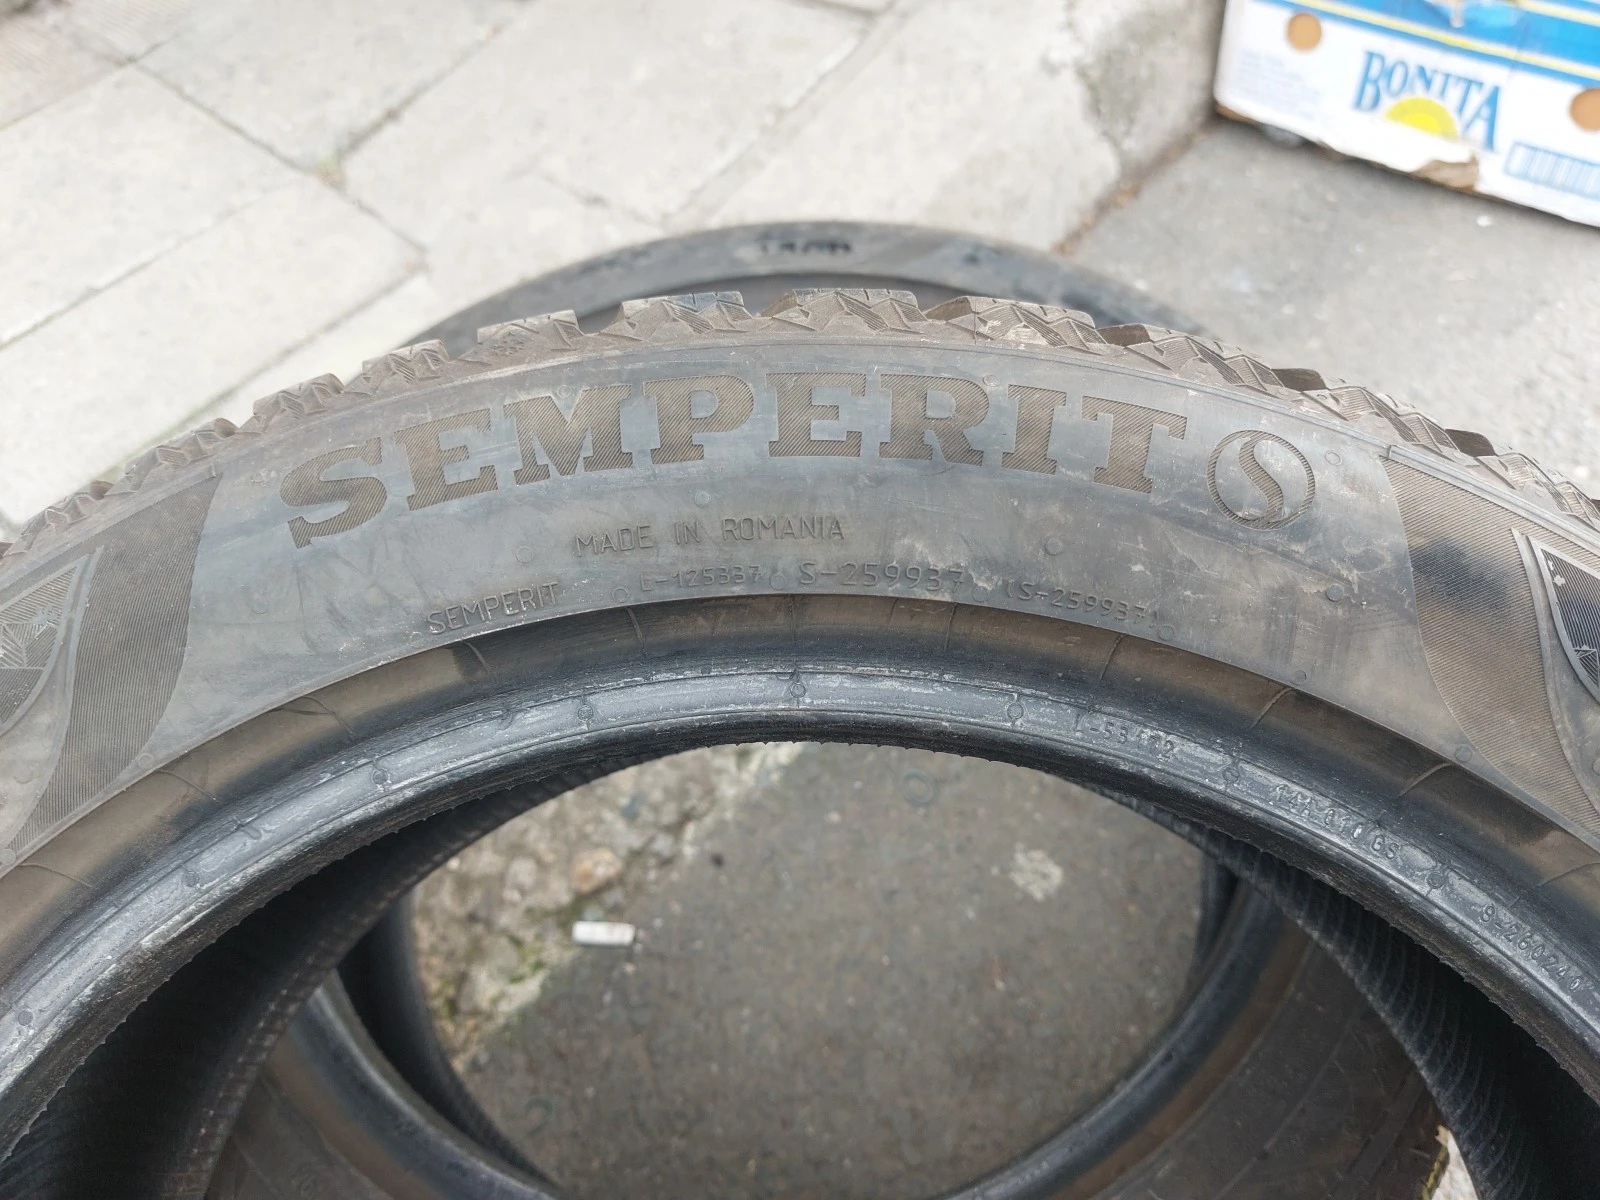 BONITA
SEMPERIT
MADE IN ROMANIA
SEMPERIT L-125337 S-259937 (S-259937)